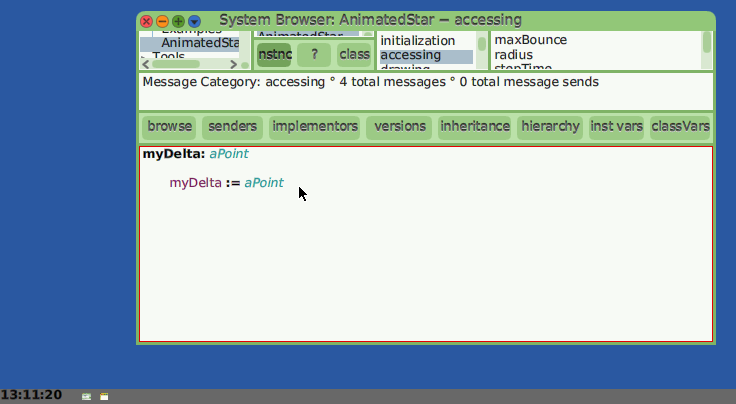 System Browser: AnimatedStar — accessing
Examples
AnimatedSta
Tools
AnimatedStar
nstnc ? class
initialization
accessing
drawing
maxBounce
radius
stepTime
Message Category: accessing ° 4 total messages ° 0 total message sends
browse senders implementors versions inheritance hierarchy inst vars classVars
myDelta: aPoint
myDelta := aPoint
13:11:20